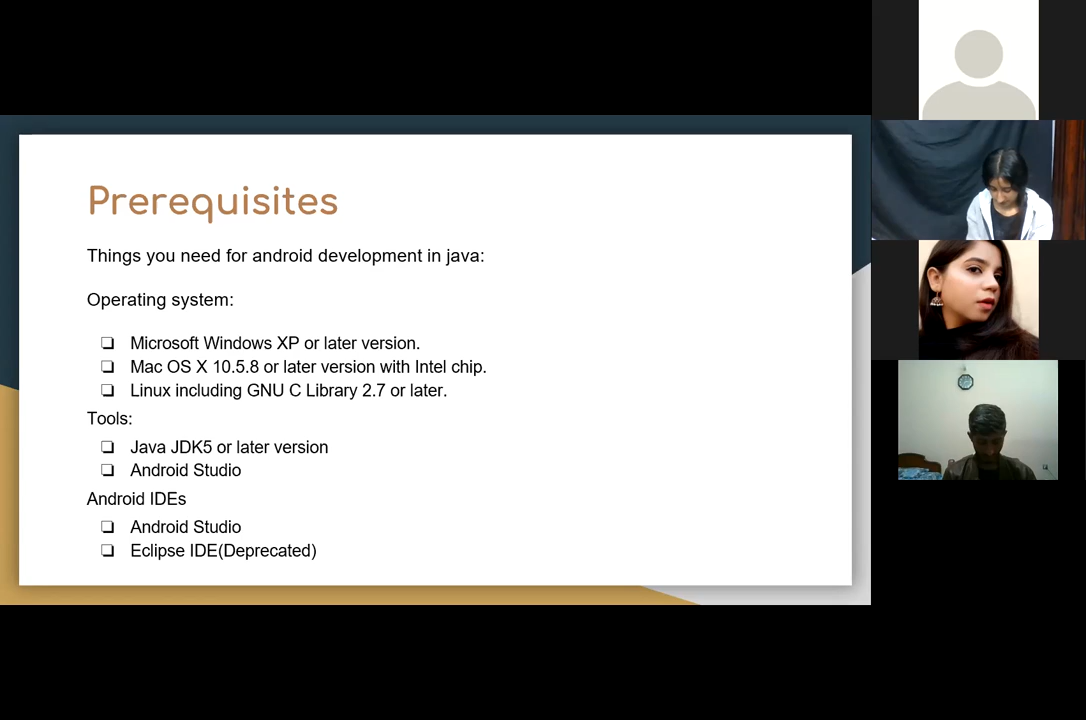 Prerequisites
Things you need for android development in java:
Operating system:
❏ Microsoft Windows XP or later version.
❏ Mac OS X 10.5.8 or later version with Intel chip.
❏ Linux including GNU C Library 2.7 or later.
Tools:
❏ Java JDK5 or later version
❏ Android Studio
Android IDEs
❏ Android Studio
❏ Eclipse IDE(Deprecated)